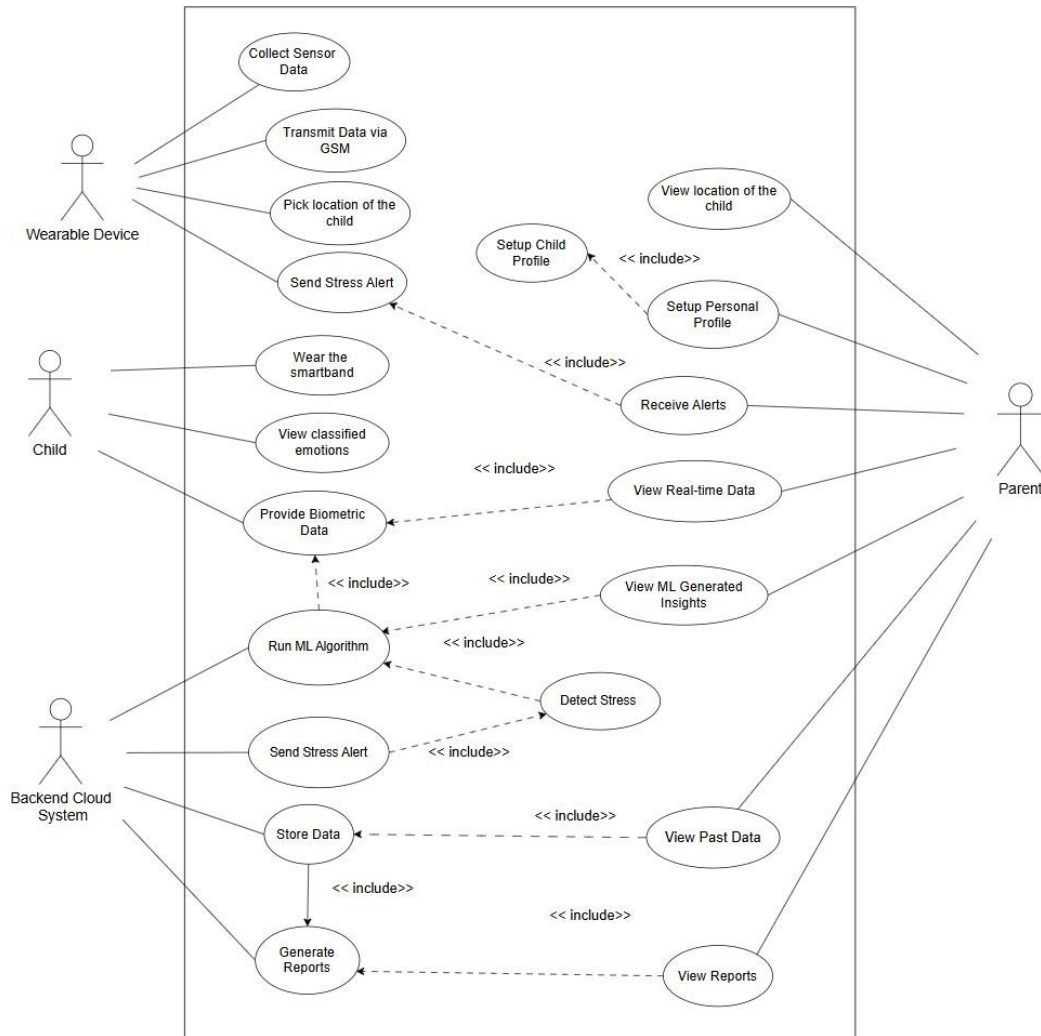 Collect Sensor
Data
Transmit Data via
GSM
Wearable Device
Pick location of the
child
View location of the
child
Setup Child
Profile
<< include>>
Send Stress Alert
Setup Personal
Profile
<< include>>
Wear the
smartband
Receive Alerts
Child
View classified
emotions
<< include>>
View Real-time Data
Parent
Provide Biometric
Data
<< include>>
<< include>>
View ML Generated
Insights
<< include>>
Run ML Algorithm
Detect Stress
Send Stress Alert
<< include>>
Backend Cloud
System
<< include>>
Store Data
View Past Data
<< include>>
<< include>>
Generate
Reports
View Reports